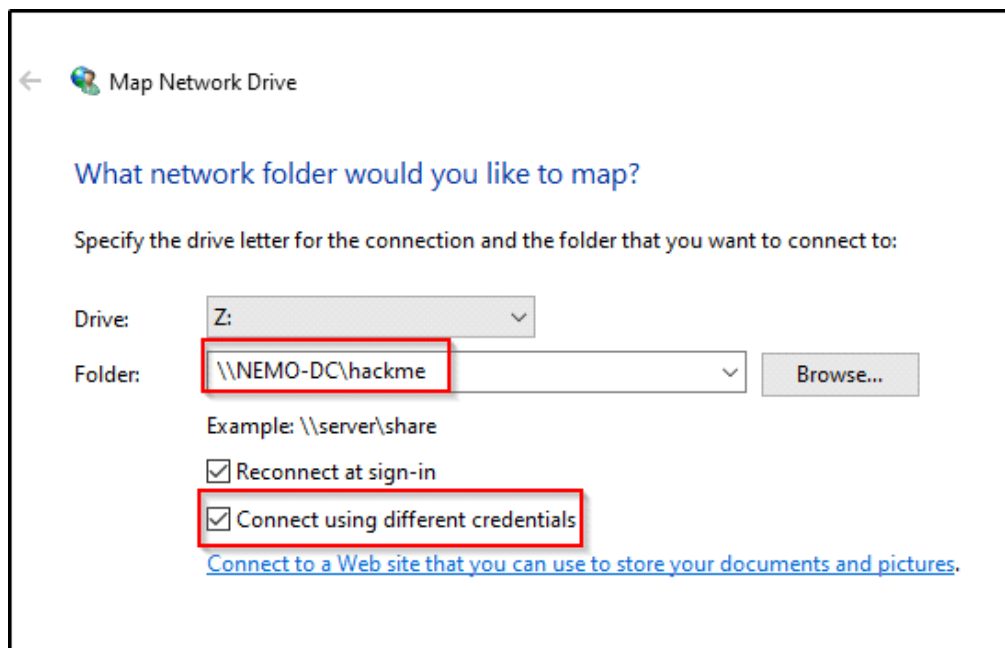 Map Network Drive
What network folder would you like to map?
Specify the drive letter for the connection and the folder that you want to connect to:
Drive: Z:
Folder: \\NEMO-DC\hackme Browse...
Example: \\server\share
Reconnect at sign-in
Connect using different credentials
Connect to a Web site that you can use to store your documents and pictures.